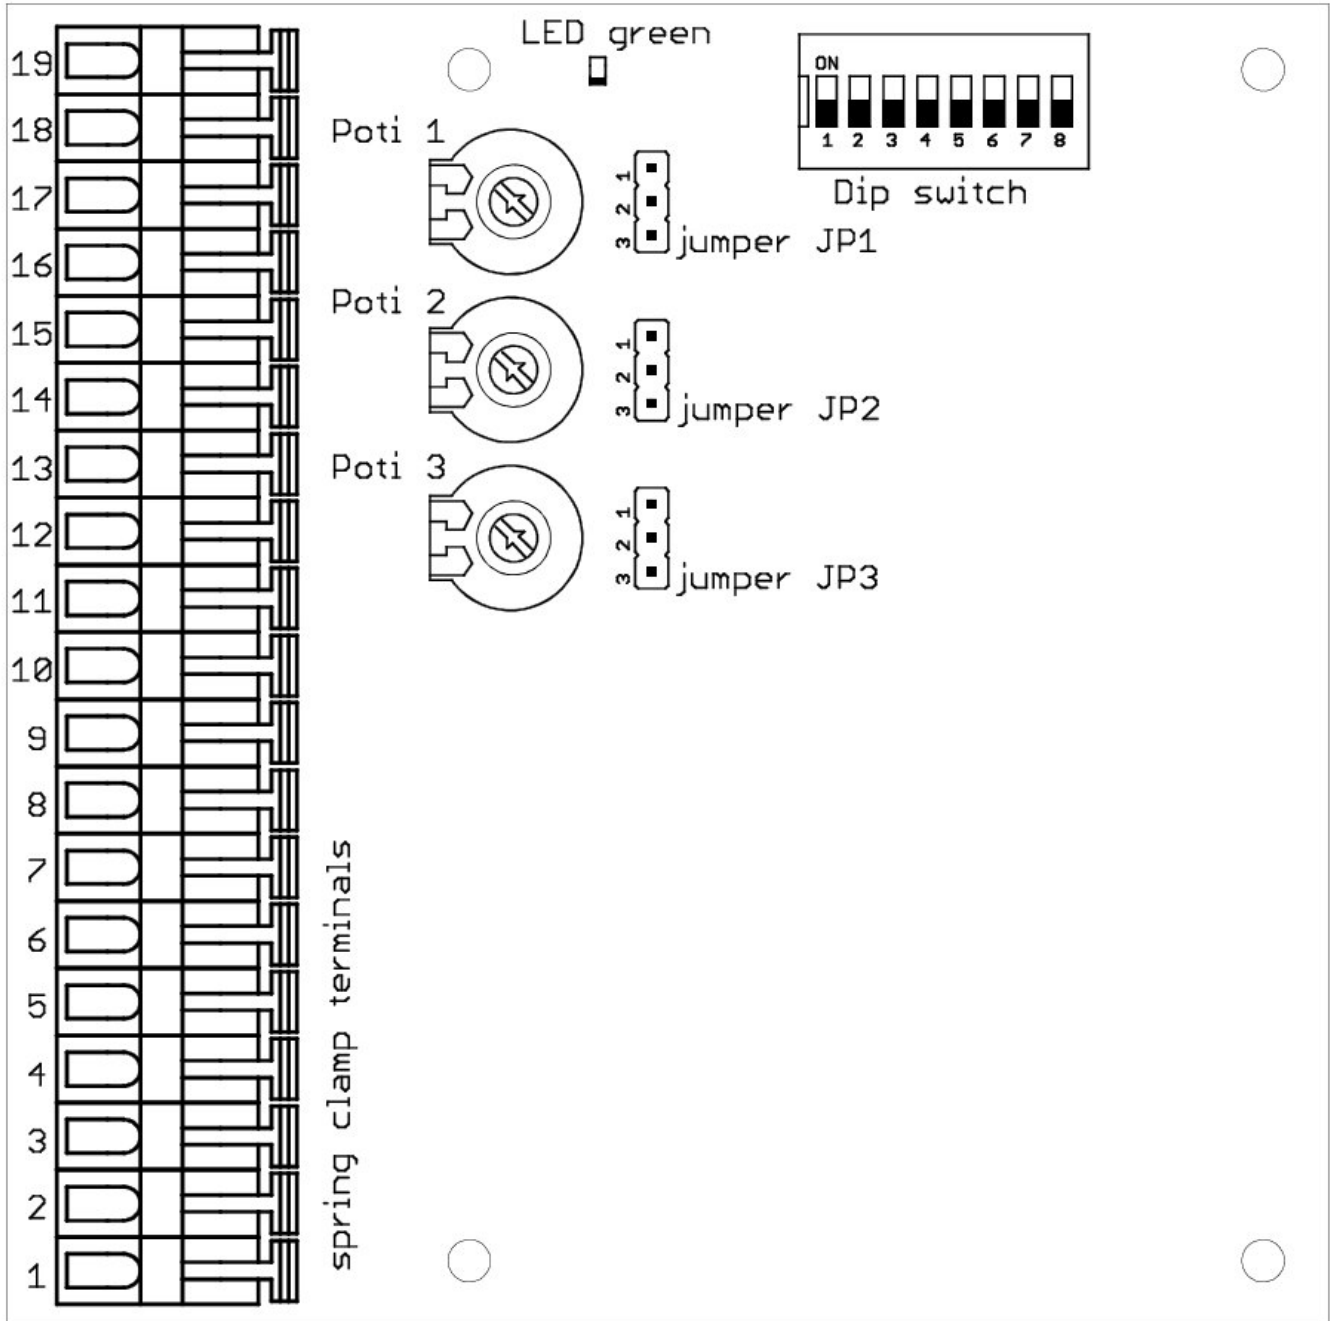 LED green
ON
1 2 3 4 5 6 7 8
Dip switch
Poti 1
1
2
3
jumper JP1
Poti 2
1
2
3
jumper JP2
Poti 3
1
2
3
jumper JP3
19
18
17
16
15
14
13
12
11
10
9
8
7
6
5
4
3
2
1
spring clamp terminals